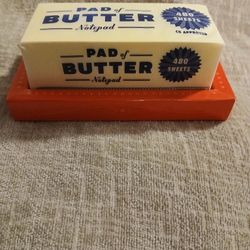 PAD of
BUTTER
Notepad
480
SHEETS
PAD of
BUTTER
Notepad
480
SHEETS